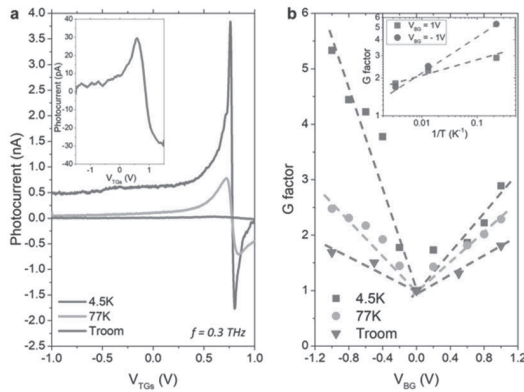 a
Photocurrent (nA)
4.0
3.5
3.0
2.5
2.0
1.5
1.0
0.5
0.0
-0.5
-1.0
-1.5
-2.0
-2.5
-1.0 -0.5 0.0 0.5 1.0
V_TGs (V)
Photocurrent (pA)
40
30
20
10
0
-10
-20
-30
-40
-1 0 1
V_TGs (V)
4.5K
77K
Troom
f = 0.3 THz
b
G factor
6
5
4
3
2
1
0
-1.2 -0.8 -0.4 0.0 0.4 0.8 1.2
V_BG (V)
G factor
6
5
4
3
2
1
0.01 0.1
1/T (K⁻¹)
V_BG = 1V
V_BG = - 1V
4.5K
77K
Troom